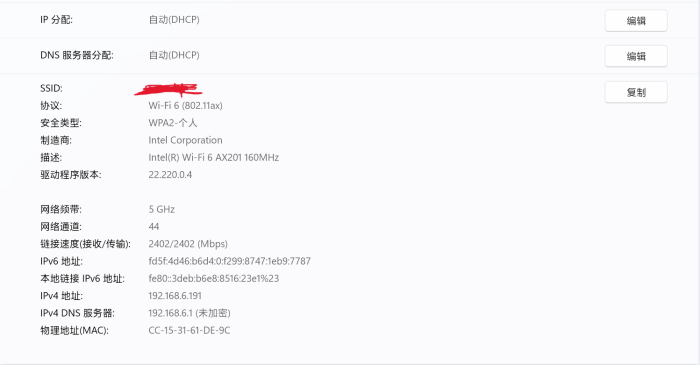 IP 分配: 自动(DHCP) 编辑
DNS 服务器分配: 自动(DHCP) 编辑
SSID: 复制
协议: Wi-Fi 6 (802.11ax)
安全类型: WPA2-个人
制造商: Intel Corporation
描述: Intel(R) Wi-Fi 6 AX201 160MHz
驱动程序版本: 22.220.0.4
网络频带: 5 GHz
网络通道: 44
链接速度(接收/传输): 2402/2402 (Mbps)
IPv6 地址: fd5f:4d46:b6d4:0:f299:8747:1eb9:7787
本地链接 IPv6 地址: fe80::3deb:b6e8:8516:23e1%23
IPv4 地址: 192.168.6.191
IPv4 DNS 服务器: 192.168.6.1 (未加密)
物理地址(MAC): CC-15-31-61-DE-9C